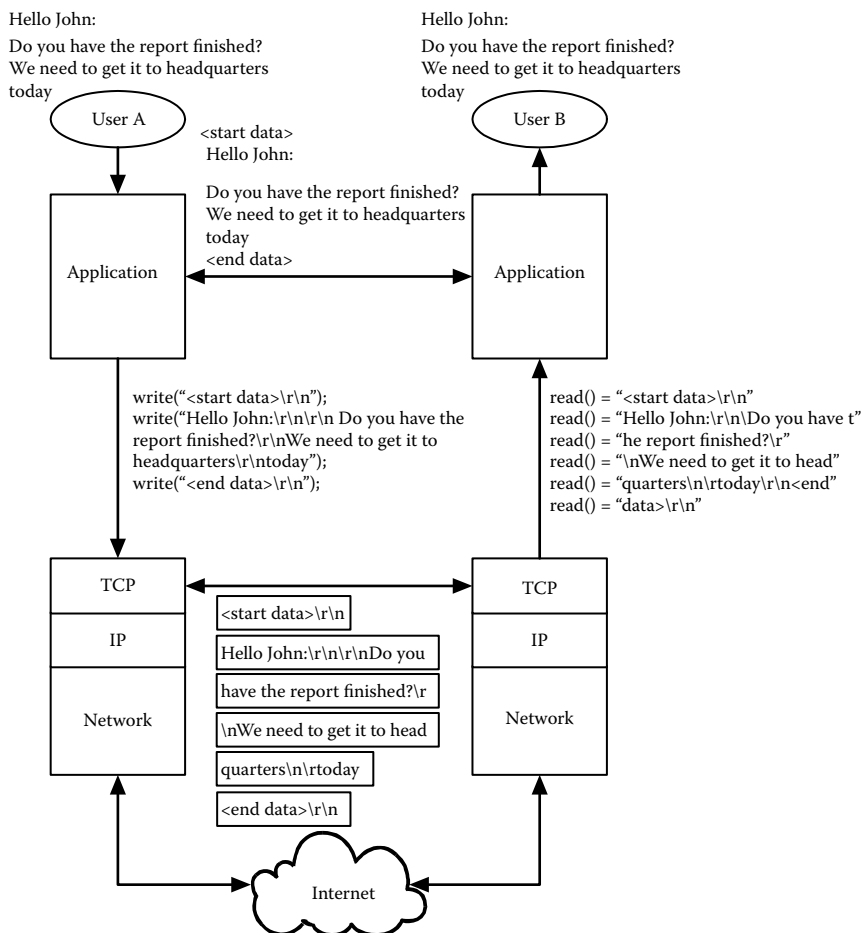 Hello John:
Do you have the report finished?
We need to get it to headquarters
today
User A
Hello John:
Do you have the report finished?
We need to get it to headquarters
today
User B
<start data>
Hello John:
Do you have the report finished?
We need to get it to headquarters
today
<end data>
Application
Application
write(“<start data>\r\n”);
write(“Hello John:\r\n\r\n Do you have the
report finished?\r\nWe need to get it to
headquarters\r\ntoday”);
write(“<end data>\r\n”);
read() = “<start data>\r\n”
read() = “Hello John:\r\n\Do you have t”
read() = “he report finished?\r”
read() = “\nWe need to get it to head”
read() = “quarters\n\rtoday\r\n<end”
read() = “data>\r\n”
TCP
IP
Network
TCP
IP
Network
<start data>\r\n
Hello John:\r\n\r\nDo you
have the report finished?\r
\nWe need to get it to head
quarters\n\rtoday
<end data>\r\n
Internet